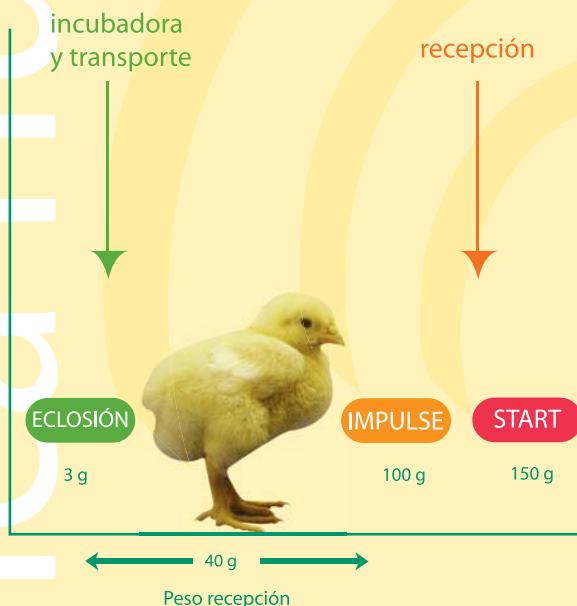 incubadora
y transporte
recepción
ECLOSIÓN
IMPULSE
START
3 g
100 g
150 g
40 g
Peso recepción